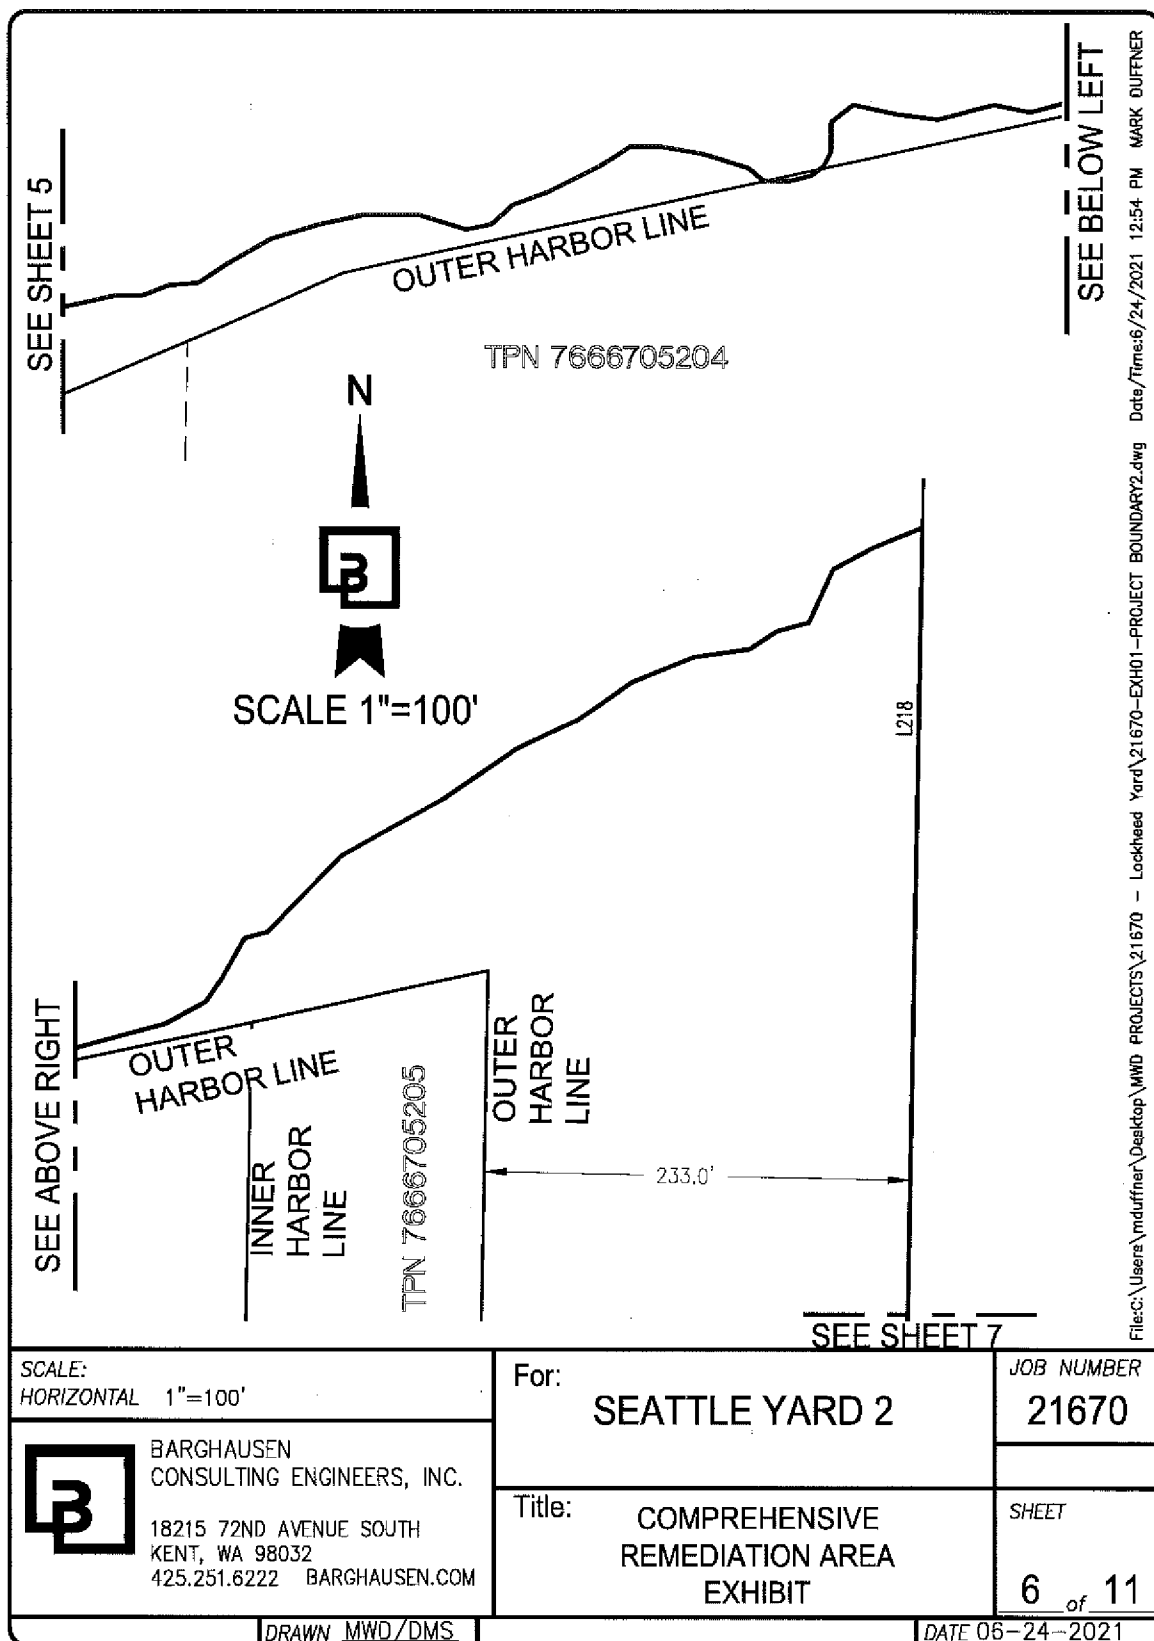 SEE SHEET 5
OUTER HARBOR LINE
SEE BELOW LEFT
TPN 7666705204
N
B
SCALE 1"=100'
L218
SEE ABOVE RIGHT
OUTER
HARBOR LINE
INNER
HARBOR
LINE
TPN 7666705205
OUTER
HARBOR
LINE
233.0'
SEE SHEET 7
File:C:\Users\mduffner\Desktop\MWD PROJECTS\21670 - Lockheed Yard\21670-EXH01-PROJECT BOUNDARY2.dwg Date/Time:6/24/2021 12:54 PM MARK DUFFNER
SCALE:
HORIZONTAL 1"=100'
B
BARGHAUSEN
CONSULTING ENGINEERS, INC.
18215 72ND AVENUE SOUTH
KENT, WA 98032
425.251.6222 BARGHAUSEN.COM
For:
SEATTLE YARD 2
Title:
COMPREHENSIVE
REMEDIATION AREA
EXHIBIT
JOB NUMBER
21670
SHEET
6 of 11
DRAWN MWD/DMS
DATE 06-24-2021